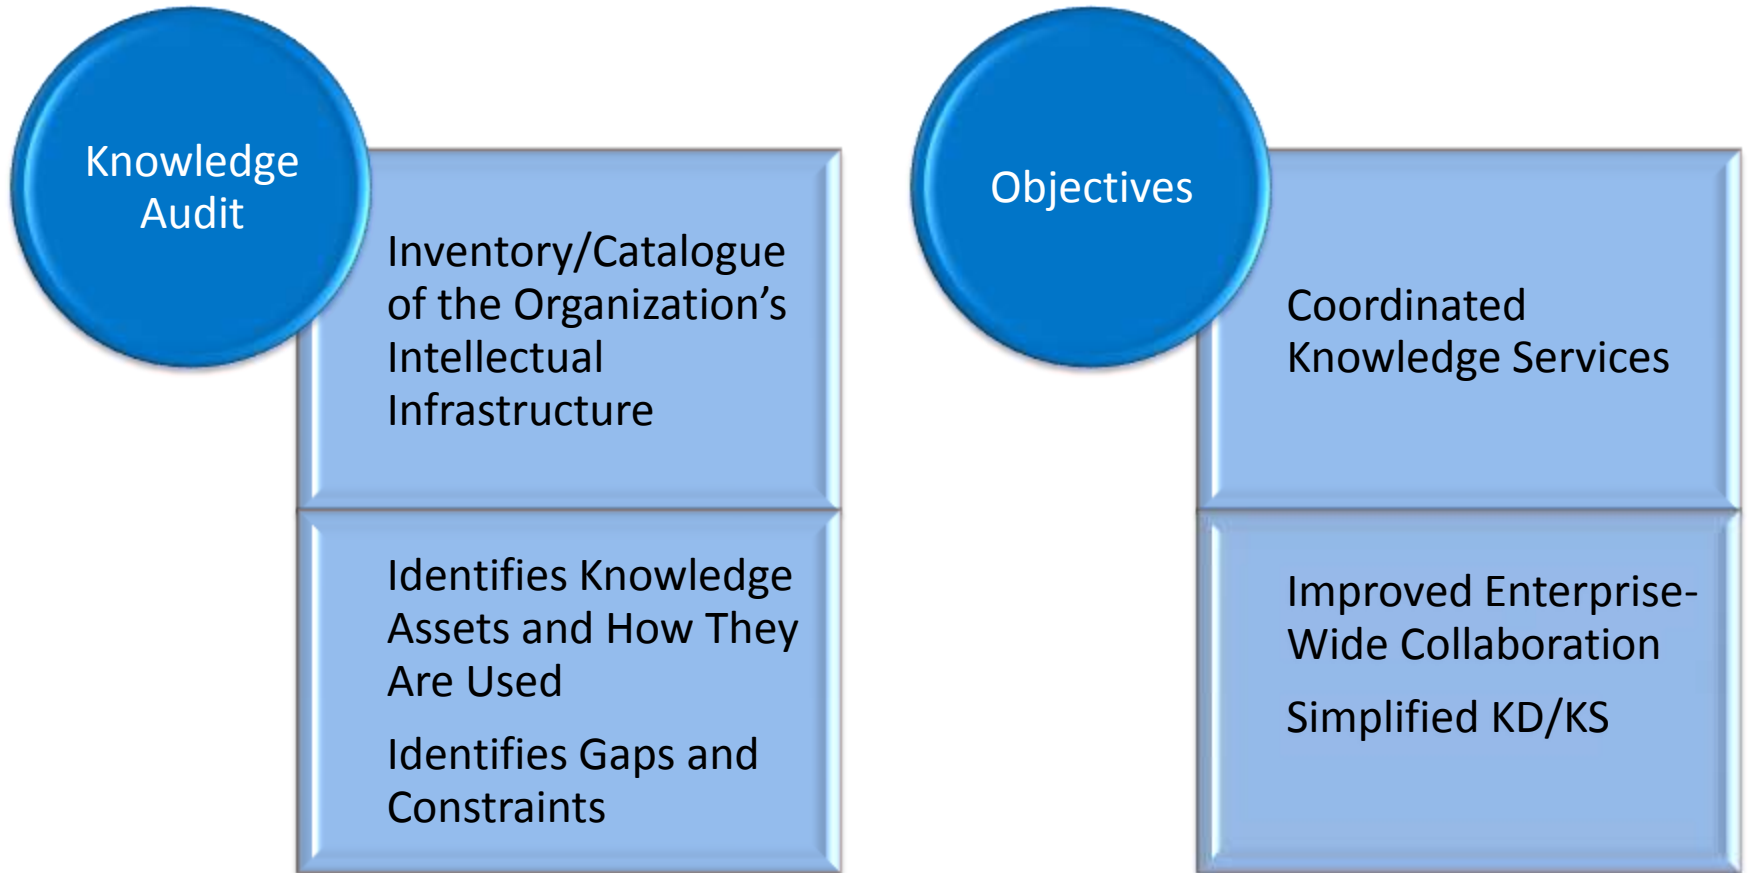 Knowledge
Audit
Inventory/Catalogue
of the Organization’s
Intellectual
Infrastructure
Identifies Knowledge
Assets and How They
Are Used
Identifies Gaps and
Constraints
Objectives
Coordinated
Knowledge Services
Improved Enterprise-
Wide Collaboration
Simplified KD/KS